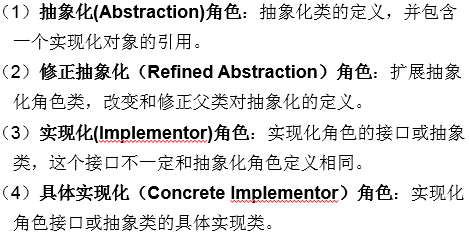 （1）抽象化(Abstraction)角色：抽象化类的定义，并包含
一个实现化对象的引用。
（2）修正抽象化（Refined Abstraction）角色：扩展抽象
化角色类，改变和修正父类对抽象化的定义。
（3）实现化(Implementor)角色：实现化角色的接口或抽象
类，这个接口不一定和抽象化角色定义相同。
（4）具体实现化（Concrete Implementor）角色：实现化
角色接口或抽象类的具体实现类。